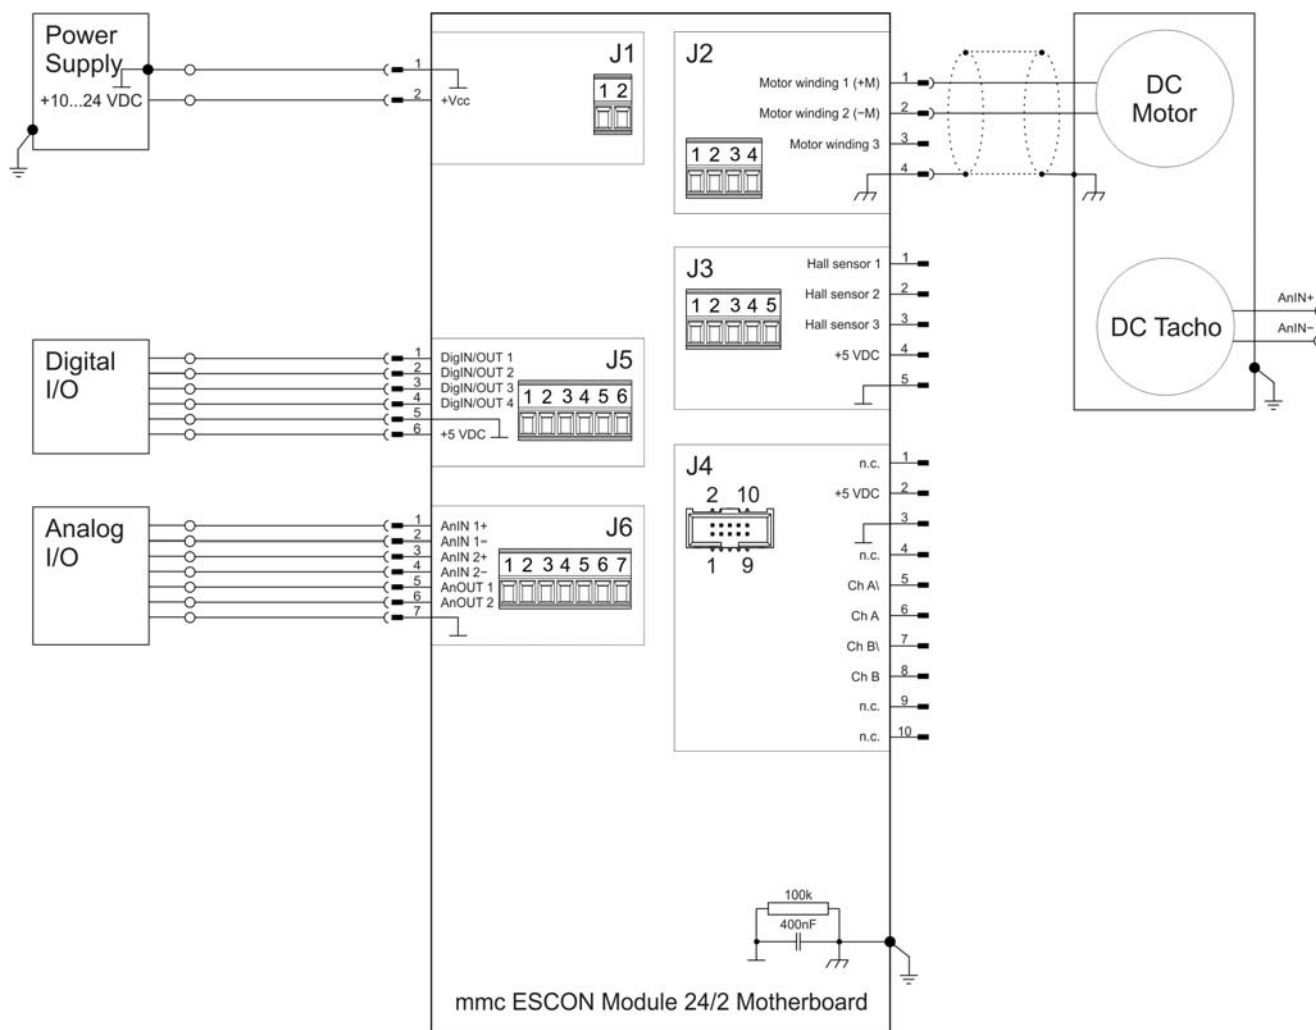 Power
Supply
+10...24 VDC
1
2
+Vcc
J1
1 2
J2
Motor winding 1 (+M)
1
Motor winding 2 (−M)
2
Motor winding 3
3
4
1 2 3 4
DC
Motor
J3
1 2 3 4 5
Hall sensor 1
1
Hall sensor 2
2
Hall sensor 3
3
+5 VDC
4
5
DC Tacho
AnIN+
AnIN−
Digital
I/O
1
DigIN/OUT 1
2
DigIN/OUT 2
3
DigIN/OUT 3
4
DigIN/OUT 4
5
6
+5 VDC
J5
1 2 3 4 5 6
J4
2 10
1 9
n.c.
1
+5 VDC
2
3
n.c.
4
Ch A\
5
Ch A
6
Ch B\
7
Ch B
8
n.c.
9
n.c.
10
Analog
I/O
1
AnIN 1+
2
AnIN 1−
3
AnIN 2+
4
AnIN 2−
5
AnOUT 1
6
AnOUT 2
7
J6
1 2 3 4 5 6 7
100k
400nF
mmc ESCON Module 24/2 Motherboard